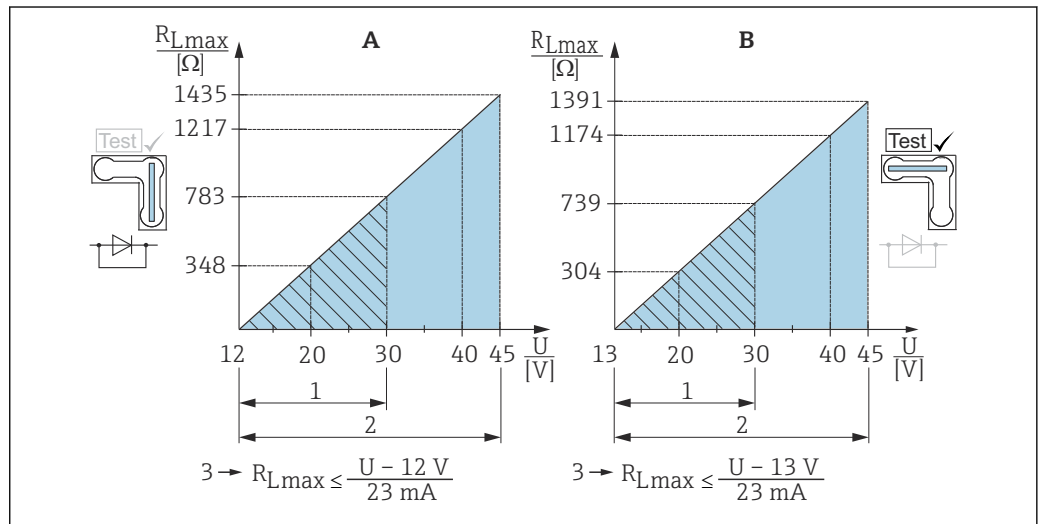 A
R_Lmax
[Ω]
1435
1217
783
348
12 20 30 40 45 U
[V]
1
2
3 → R_Lmax ≤ U – 12 V
23 mA
Test ✓
B
R_Lmax
[Ω]
1391
1174
739
304
13 20 30 40 45 U
[V]
1
2
3 → R_Lmax ≤ U – 13 V
23 mA
Test ✓